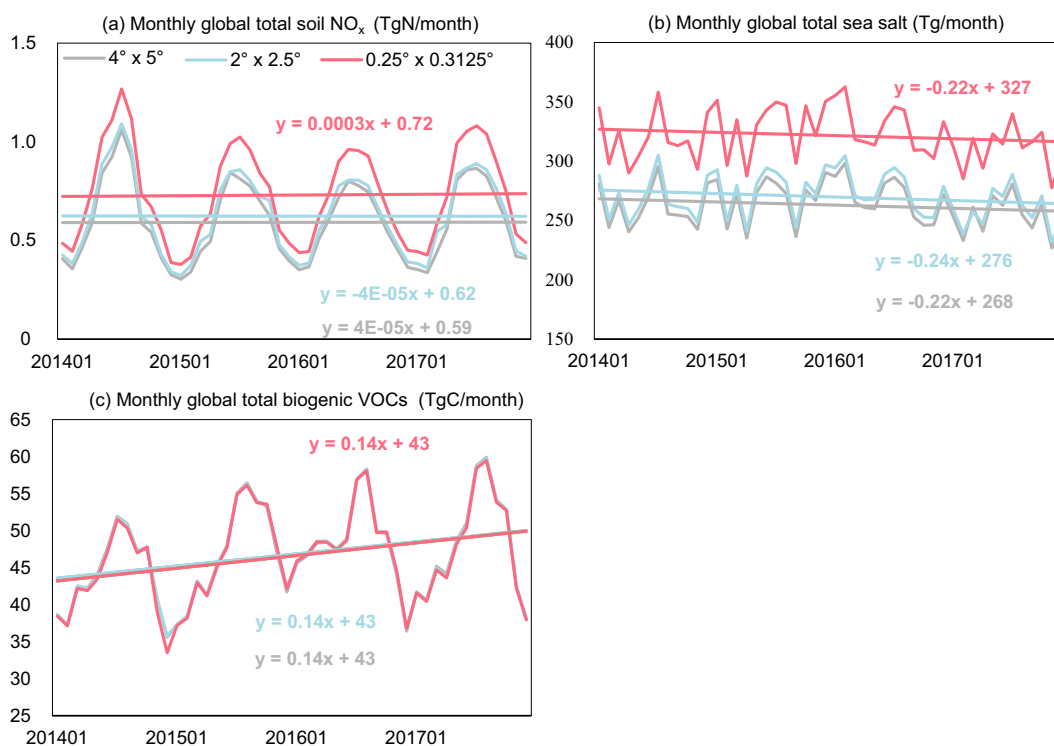 (a) Monthly global total soil NOₓ (TgN/month)
1.5
4° x 5° 2° x 2.5° 0.25° x 0.3125°
1.0
y = 0.0003x + 0.72
0.5
y = -4E-05x + 0.62
y = 4E-05x + 0.59
0
201401 201501 201601 201701
(b) Monthly global total sea salt (Tg/month)
400
y = -0.22x + 327
350
300
250
y = -0.24x + 276
200
y = -0.22x + 268
150
201401 201501 201601 201701
(c) Monthly global total biogenic VOCs (TgC/month)
65
y = 0.14x + 43
60
55
50
45
40
35
y = 0.14x + 43
y = 0.14x + 43
30
25
201401 201501 201601 201701